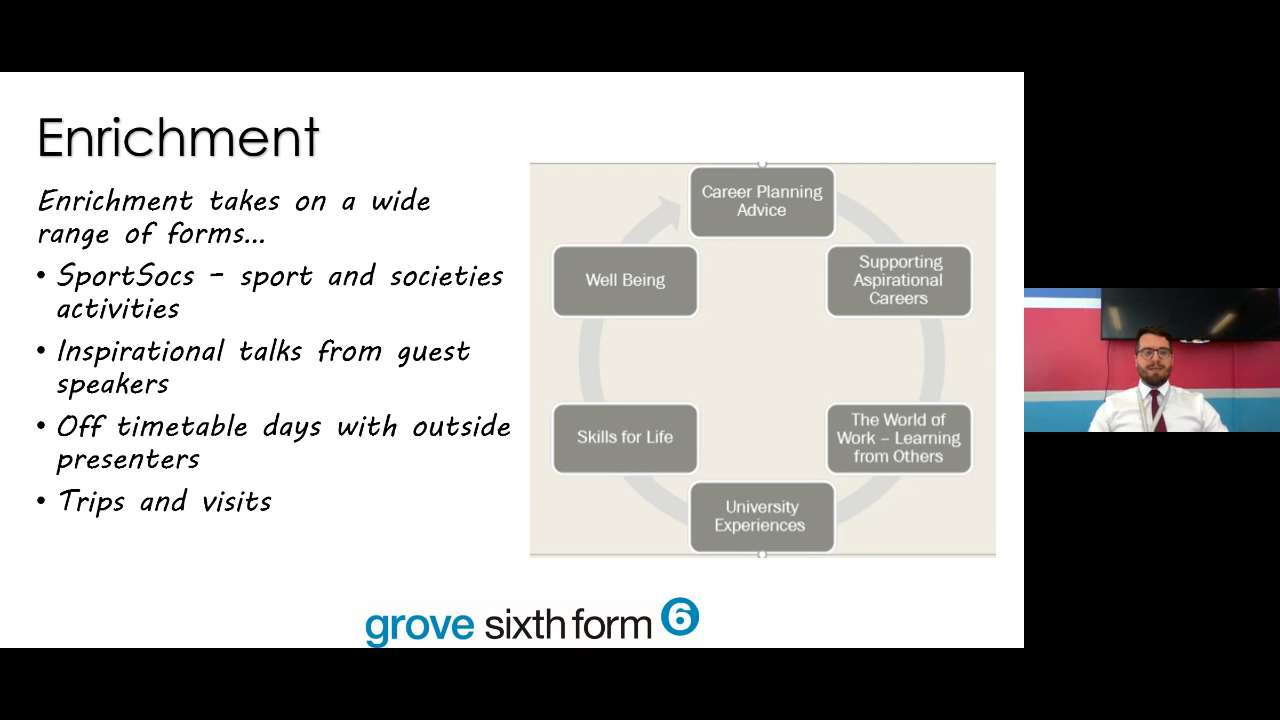 Enrichment
Enrichment takes on a wide
range of forms...
• SportSocs – sport and societies
activities
• Inspirational talks from guest
speakers
• Off timetable days with outside
presenters
• Trips and visits
Career Planning
Advice
Supporting
Aspirational
Careers
The World of
Work – Learning
from Others
University
Experiences
Skills for Life
Well Being
grove sixth form 6